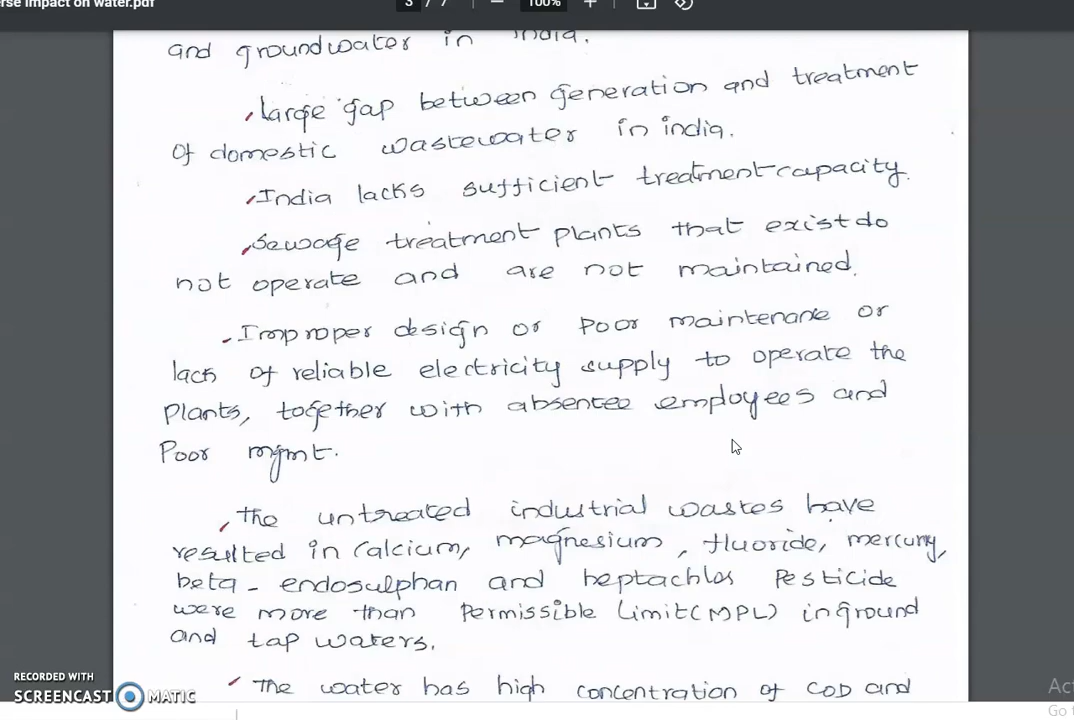 erse impact on water.pdf
3 / 7
100%
and groundwater in India.
large gap between generation and treatment
Of domestic wastewater in india.
India lacks sufficient treatment capacity.
Sewage treatment plants that exist do
not operate and are not maintained.
Improper design or Poor maintenane or
lack of reliable electricity supply to operate the
Plants, together with absentee employees and
Poor mgmt.
the untreated industrial wastes have
resulted in calcium, magnesium, fluoride, mercury,
beta-endosulphan and heptachlos Pesticide
were more than Permissible Limit(MPL) in ground
and tap waters.
The water has high concentration of COD and
RECORDED WITH
SCREENCAST MATIC
Act
Go t